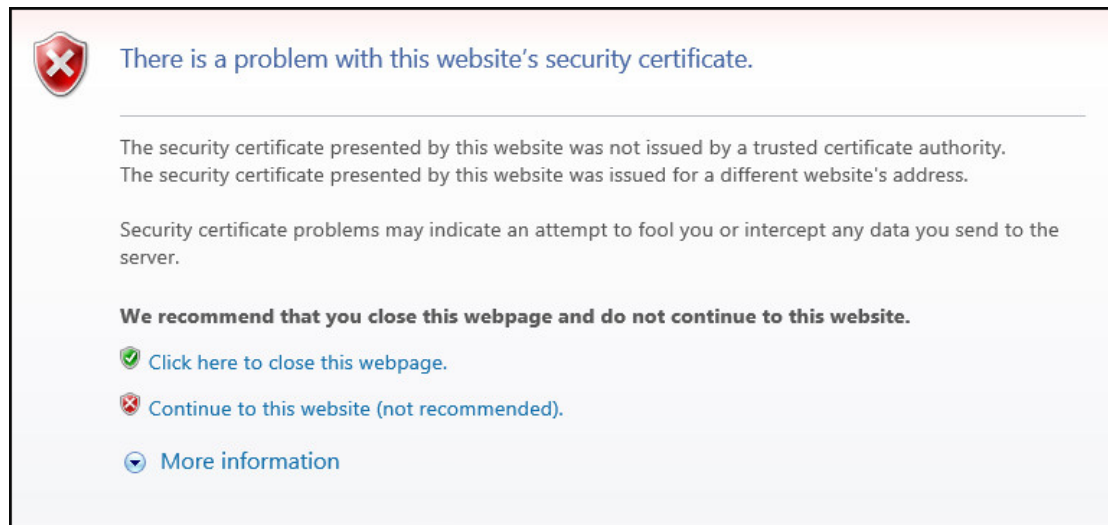 There is a problem with this website’s security certificate.
The security certificate presented by this website was not issued by a trusted certificate authority.
The security certificate presented by this website was issued for a different website's address.
Security certificate problems may indicate an attempt to fool you or intercept any data you send to the
server.
We recommend that you close this webpage and do not continue to this website.
Click here to close this webpage.
Continue to this website (not recommended).
More information